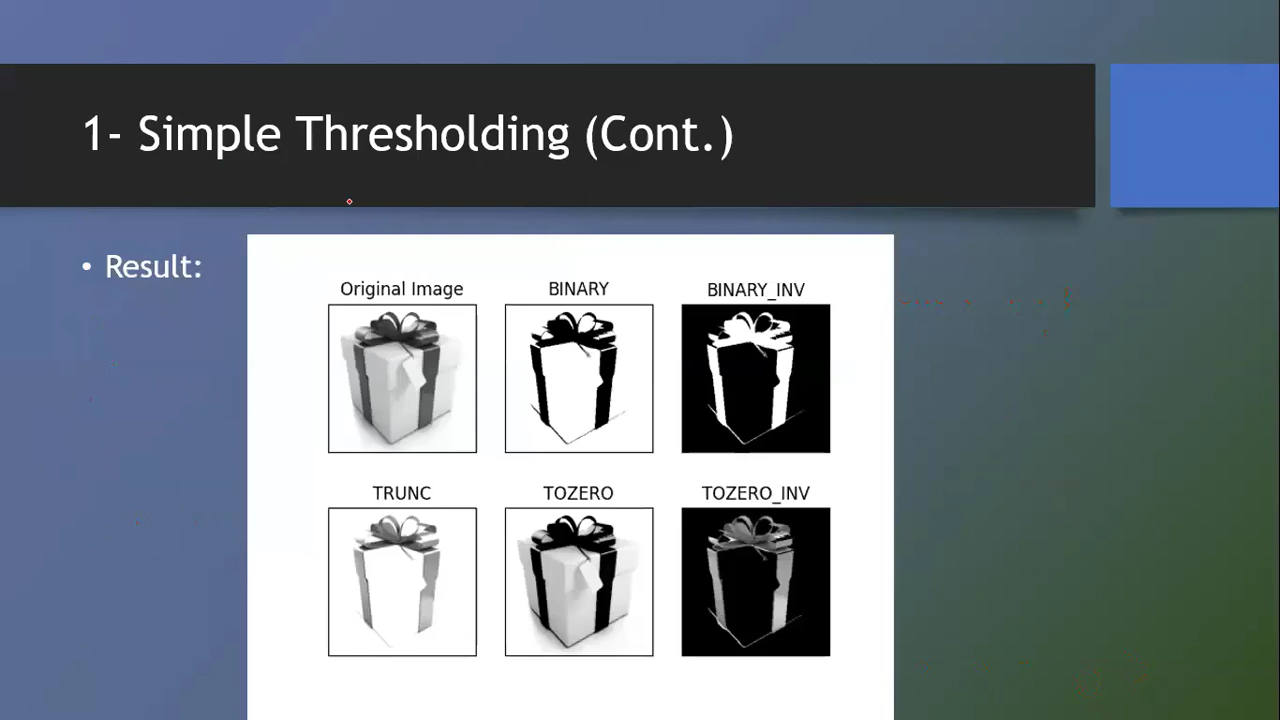 1- Simple Thresholding (Cont.)
• Result:
Original Image
BINARY
BINARY_INV
TRUNC
TOZERO
TOZERO_INV